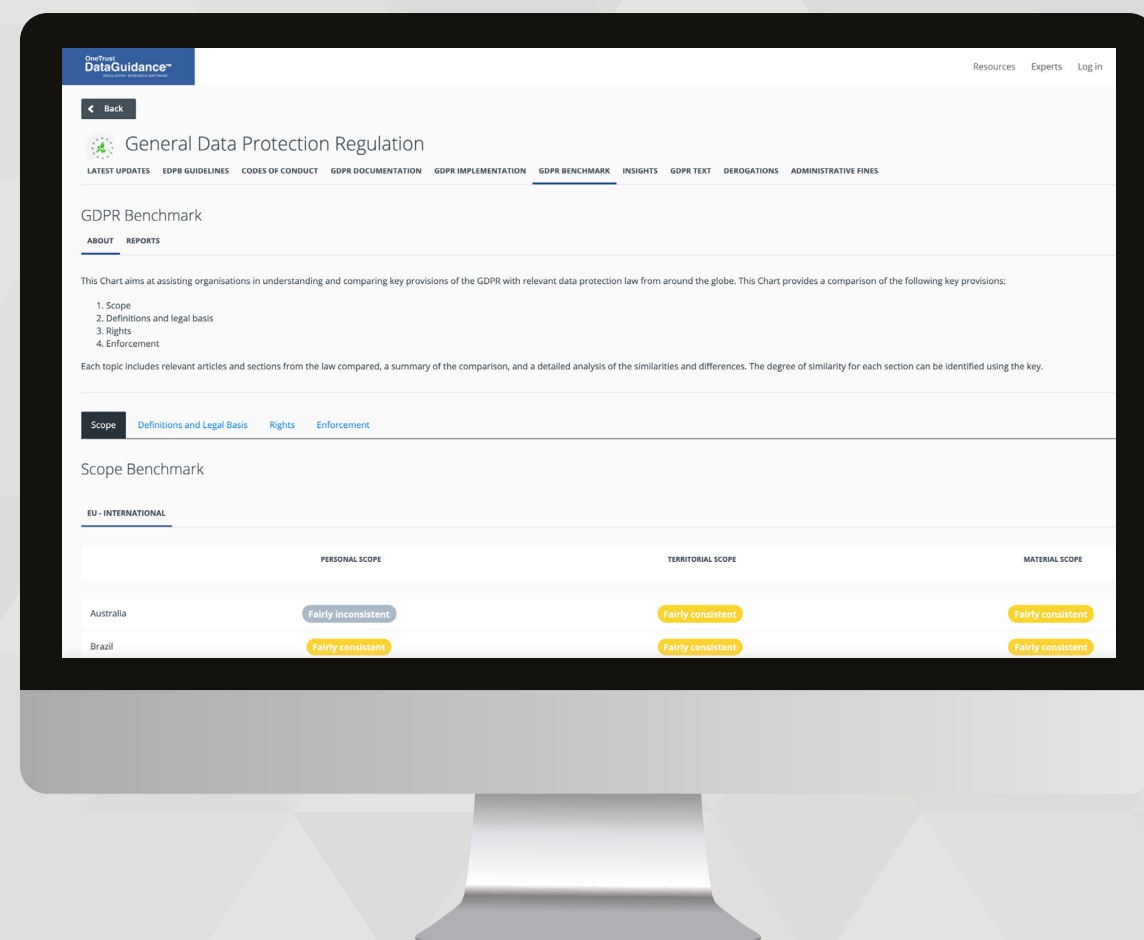 OneTrust
DataGuidance™
REGULATORY RESEARCH SOFTWARE
Resources Experts Log in
Back
General Data Protection Regulation
LATEST UPDATES EDPB GUIDELINES CODES OF CONDUCT GDPR DOCUMENTATION GDPR IMPLEMENTATION GDPR BENCHMARK INSIGHTS GDPR TEXT DEROGATIONS ADMINISTRATIVE FINES
GDPR Benchmark
ABOUT REPORTS
This Chart aims at assisting organisations in understanding and comparing key provisions of the GDPR with relevant data protection law from around the globe. This Chart provides a comparison of the following key provisions:
1. Scope
2. Definitions and legal basis
3. Rights
4. Enforcement
Each topic includes relevant articles and sections from the law compared, a summary of the comparison, and a detailed analysis of the similarities and differences. The degree of similarity for each section can be identified using the key.
Scope Definitions and Legal Basis Rights Enforcement
Scope Benchmark
EU - INTERNATIONAL
PERSONAL SCOPE TERRITORIAL SCOPE MATERIAL SCOPE
Australia Fairly inconsistent Fairly consistent Fairly consistent
Brazil Fairly consistent Fairly consistent Fairly consistent